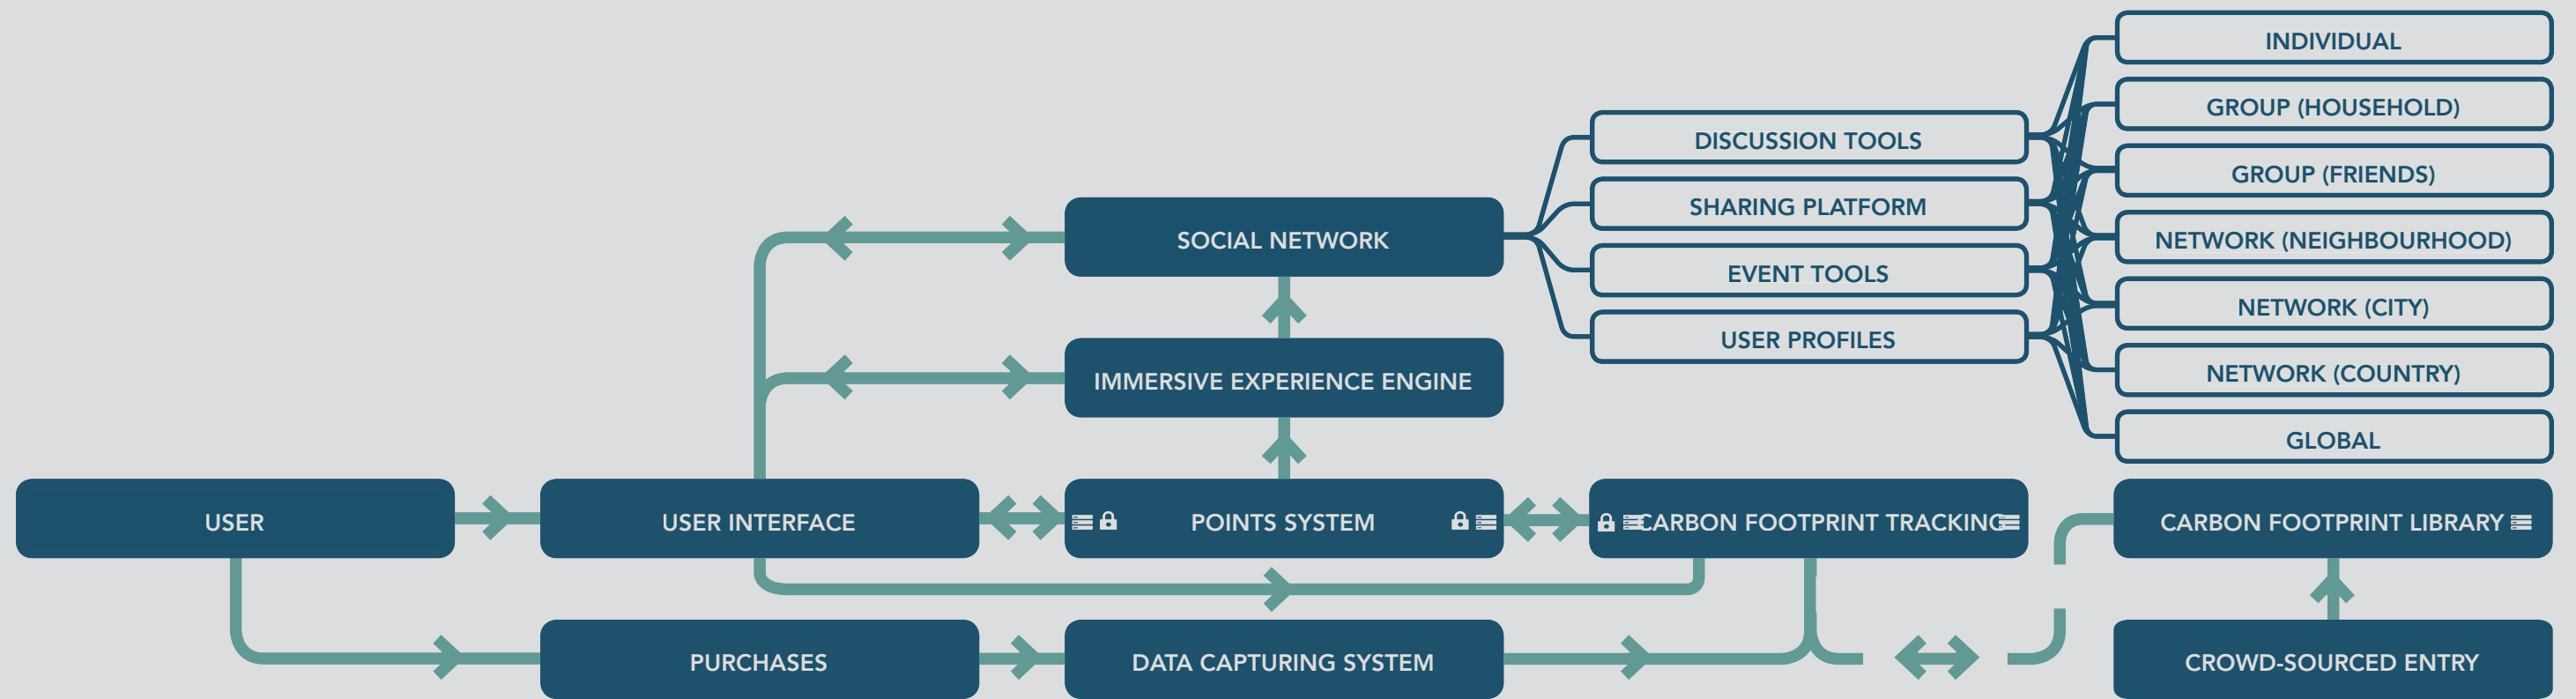 INDIVIDUAL
GROUP (HOUSEHOLD)
DISCUSSION TOOLS
GROUP (FRIENDS)
SHARING PLATFORM
SOCIAL NETWORK
NETWORK (NEIGHBOURHOOD)
EVENT TOOLS
NETWORK (CITY)
USER PROFILES
IMMERSIVE EXPERIENCE ENGINE
NETWORK (COUNTRY)
GLOBAL
USER
USER INTERFACE
POINTS SYSTEM
CARBON FOOTPRINT TRACKING
CARBON FOOTPRINT LIBRARY
PURCHASES
DATA CAPTURING SYSTEM
CROWD-SOURCED ENTRY